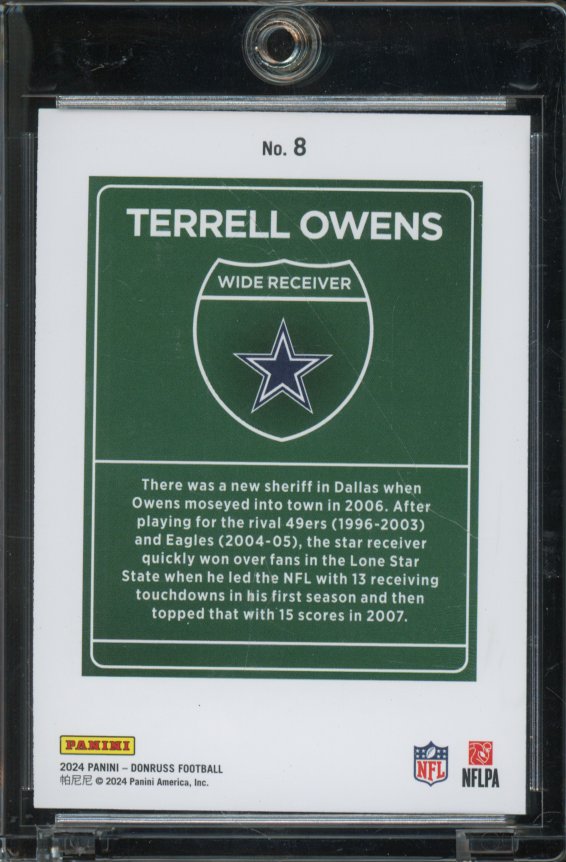 No. 8
TERRELL OWENS
WIDE RECEIVER
There was a new sheriff in Dallas when
Owens moseyed into town in 2006. After
playing for the rival 49ers (1996-2003)
and Eagles (2004-05), the star receiver
quickly won over fans in the Lone Star
State when he led the NFL with 13 receiving
touchdowns in his first season and then
topped that with 15 scores in 2007.
PANINI
2024 PANINI – DONRUSS FOOTBALL
帕尼尼 © 2024 Panini America, Inc.
NFL
NFLPA